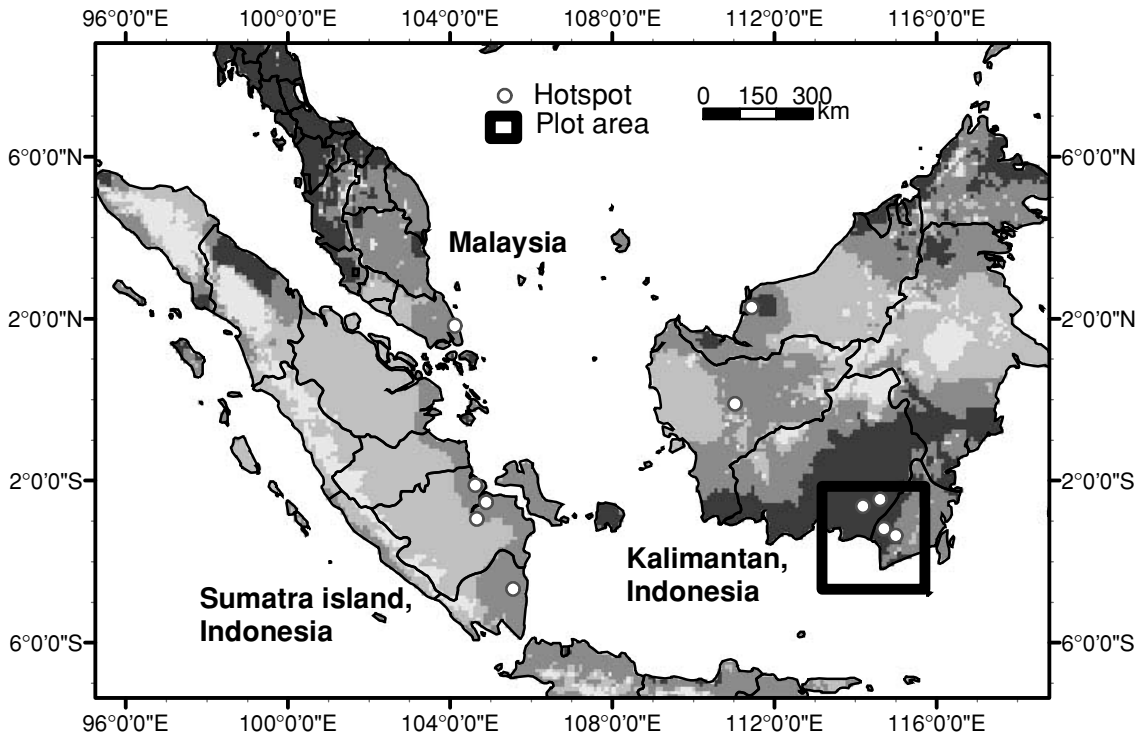 96°0'0"E 100°0'0"E 104°0'0"E 108°0'0"E 112°0'0"E 116°0'0"E
Hotspot
Plot area
0 150 300
km
6°0'0"N 6°0'0"N
Malaysia
2°0'0"N 2°0'0"N
2°0'0"S 2°0'0"S
Kalimantan,
Indonesia
Sumatra island,
Indonesia
6°0'0"S 6°0'0"S
96°0'0"E 100°0'0"E 104°0'0"E 108°0'0"E 112°0'0"E 116°0'0"E